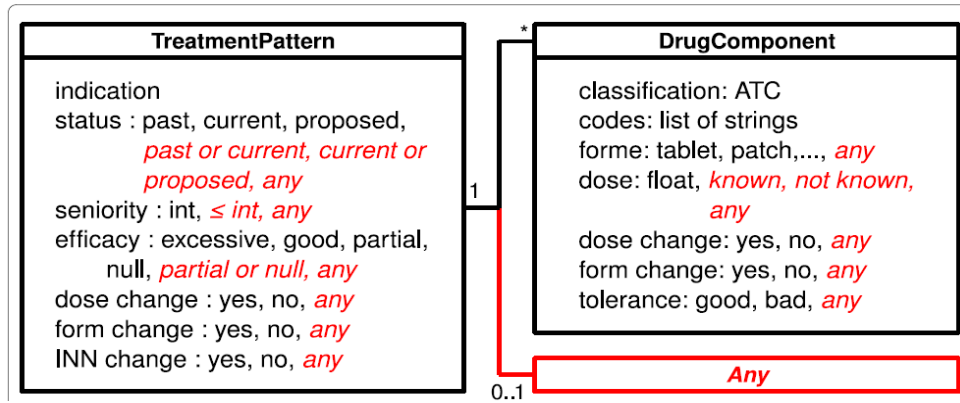 TreatmentPattern
indication
status : past, current, proposed,
past or current, current or
proposed, any
seniority : int, ≤ int, any
efficacy : excessive, good, partial,
null, partial or null, any
dose change : yes, no, any
form change : yes, no, any
INN change : yes, no, any
1
*
0..1
DrugComponent
classification: ATC
codes: list of strings
forme: tablet, patch,..., any
dose: float, known, not known,
any
dose change: yes, no, any
form change: yes, no, any
tolerance: good, bad, any
Any